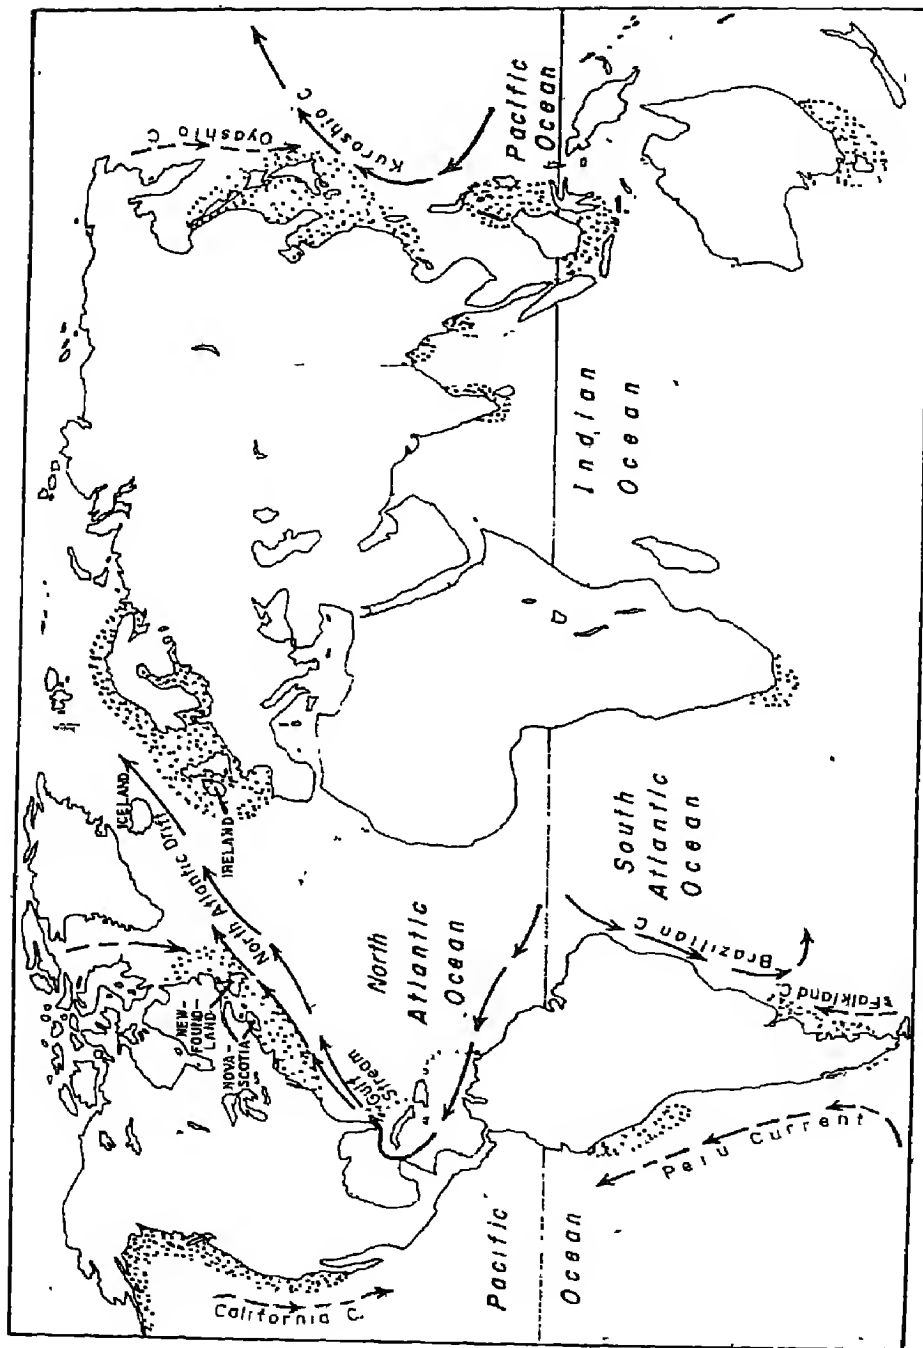 Oyashio C
Kuroshio C
Pacific
Ocean
Indian
Ocean
ICELAND
North Atlantic Drift
IRELAND
NEW-
FOUND-
LAND
NOVA-
SCOTIA
North
Atlantic
Ocean
Gulf
Stream
South
Atlantic
Ocean
Brazilian C
Falkland C
Peru Current
Pacific
Ocean
California C.